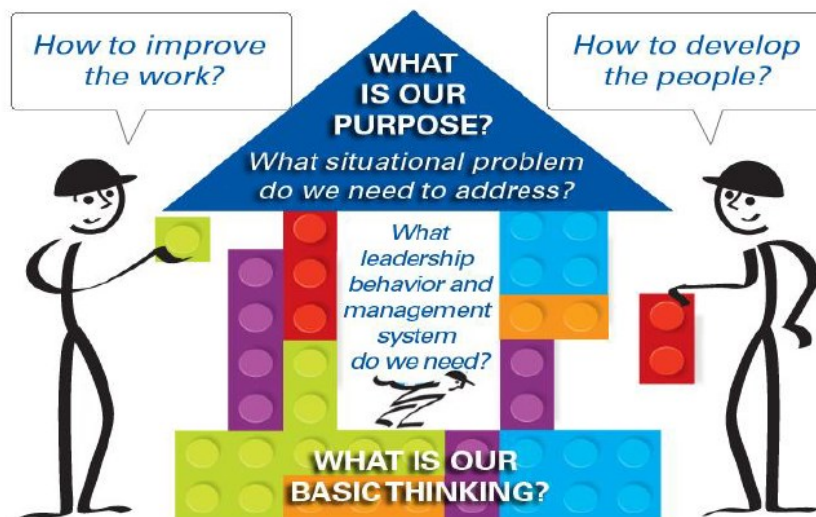 How to improve
the work?
WHAT
IS OUR
PURPOSE?
What situational problem
do we need to address?
How to develop
the people?
What
leadership
behavior and
management
system
do we need?
WHAT IS OUR
BASIC THINKING?